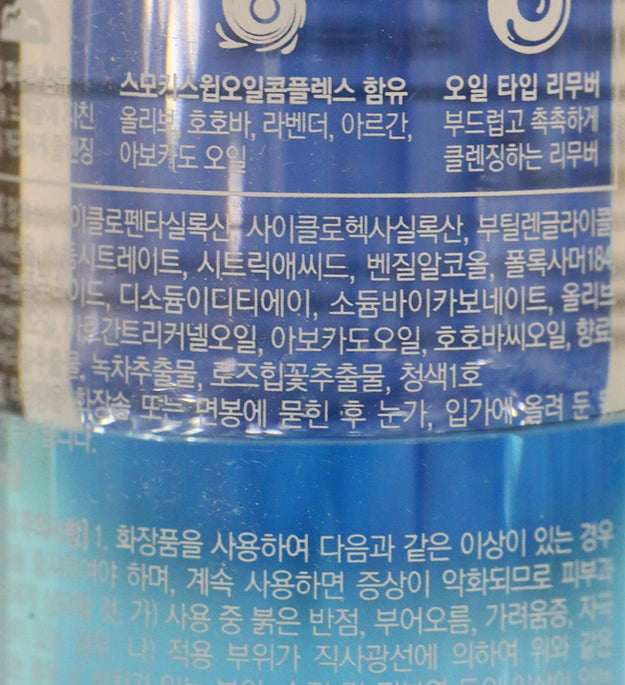 스모키스윕오일콤플렉스 함유
오일 타입 리무버
올리브, 호호바, 라벤더, 아르간,
부드럽고 촉촉하게
아보카도 오일
클렌징하는 리무버
이클로펜타실록산, 사이클로헥사실록산, 부틸렌글라이콜
시트레이트, 시트릭애씨드, 벤질알코올, 폴록사머184
이드, 디소듐이디티에이, 소듐바이카보네이트, 올리브
아르간트리커넬오일, 아보카도오일, 호호바씨오일, 향료
물, 녹차추출물, 로즈힙꽃추출물, 청색1호
화장솜 또는 면봉에 묻힌 후 눈가, 입가에 올려 둔
니다.
사항] 1. 화장품을 사용하여 다음과 같은 이상이 있는 경우
여야 하며, 계속 사용하면 증상이 악화되므로 피부과
것. 가) 사용 중 붉은 반점, 부어오름, 가려움증, 자극
경우, 나) 적용 부위가 직사광선에 의하여 위와 같은